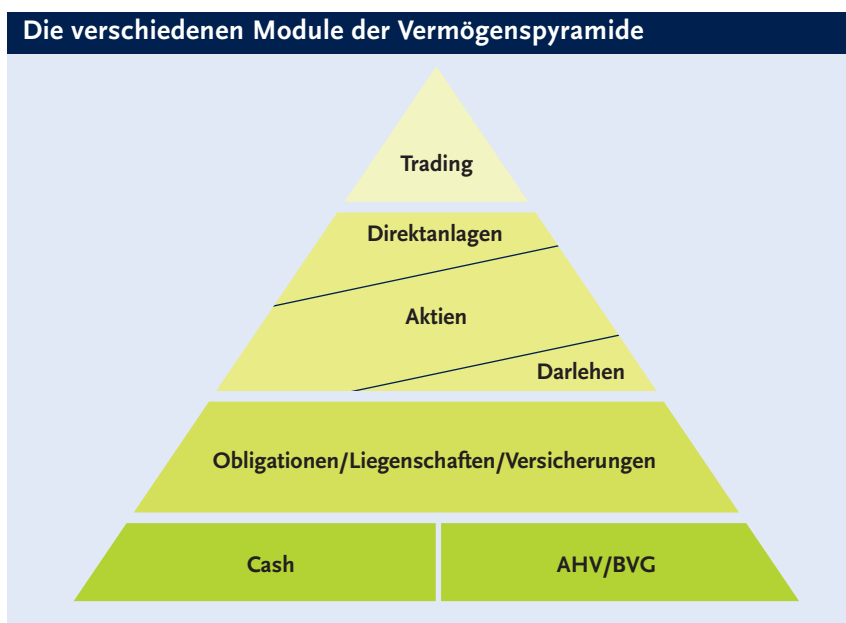 Die verschiedenen Module der Vermögenspyramide
Trading
Direktanlagen
Aktien
Darlehen
Obligationen/Liegenschaften/Versicherungen
Cash
AHV/BVG